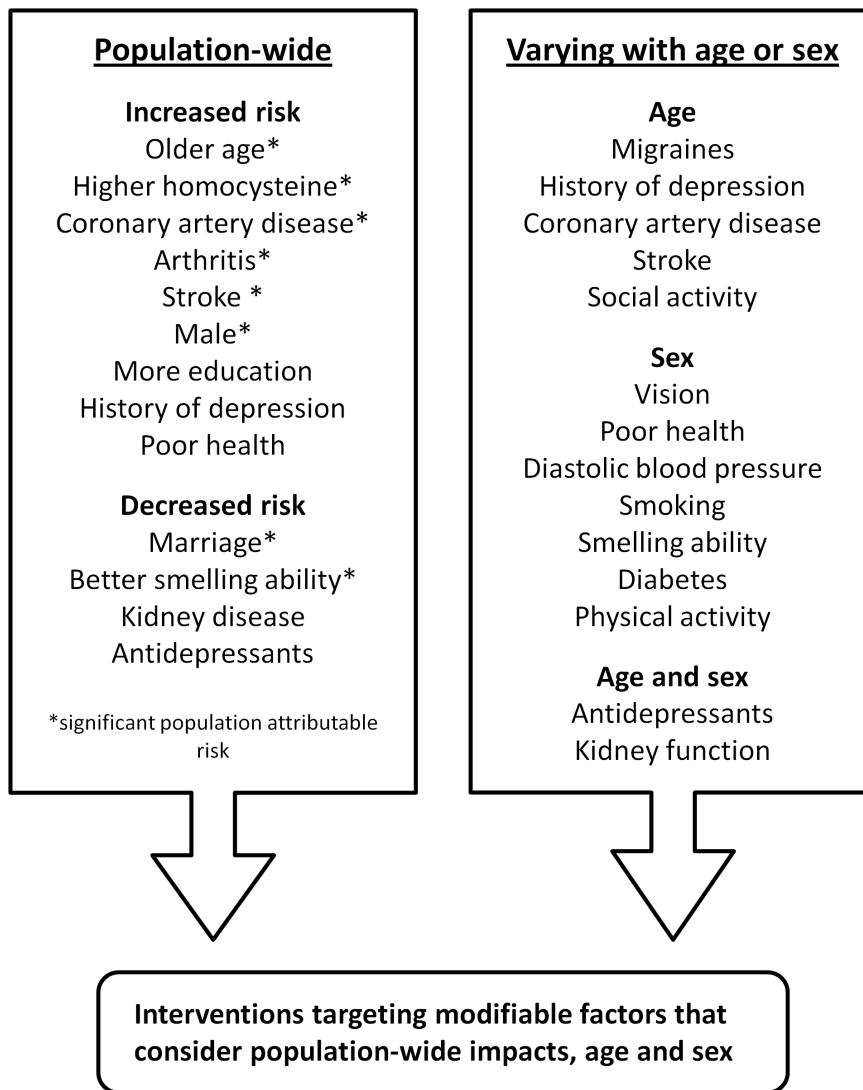 Population-wide
Increased risk
Older age*
Higher homocysteine*
Coronary artery disease*
Arthritis*
Stroke *
Male*
More education
History of depression
Poor health
Decreased risk
Marriage*
Better smelling ability*
Kidney disease
Antidepressants
*significant population attributable
risk
Varying with age or sex
Age
Migraines
History of depression
Coronary artery disease
Stroke
Social activity
Sex
Vision
Poor health
Diastolic blood pressure
Smoking
Smelling ability
Diabetes
Physical activity
Age and sex
Antidepressants
Kidney function
Interventions targeting modifiable factors that
consider population-wide impacts, age and sex